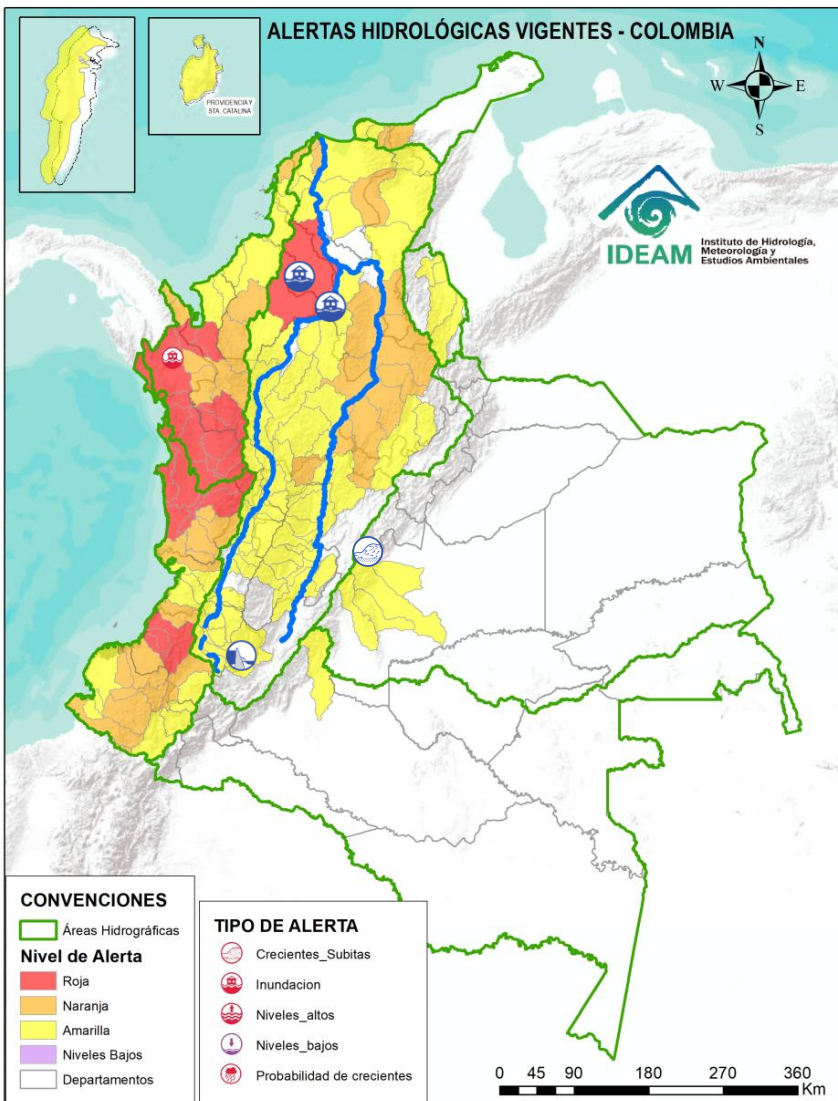 ALERTAS HIDROLÓGICAS VIGENTES - COLOMBIA
PROVIDENCIA Y
STA. CATALINA
N
W
E
S
IDEAM
Instituto de Hidrología,
Meteorología y
Estudios Ambientales
CONVENCIONES
Áreas Hidrográficas
Nivel de Alerta
Roja
Naranja
Amarilla
Niveles Bajos
Departamentos
TIPO DE ALERTA
Crecientes_Subitas
Inundacion
Niveles_altos
Niveles_bajos
Probabilidad de crecientes
0 45 90 180 270 360
Km